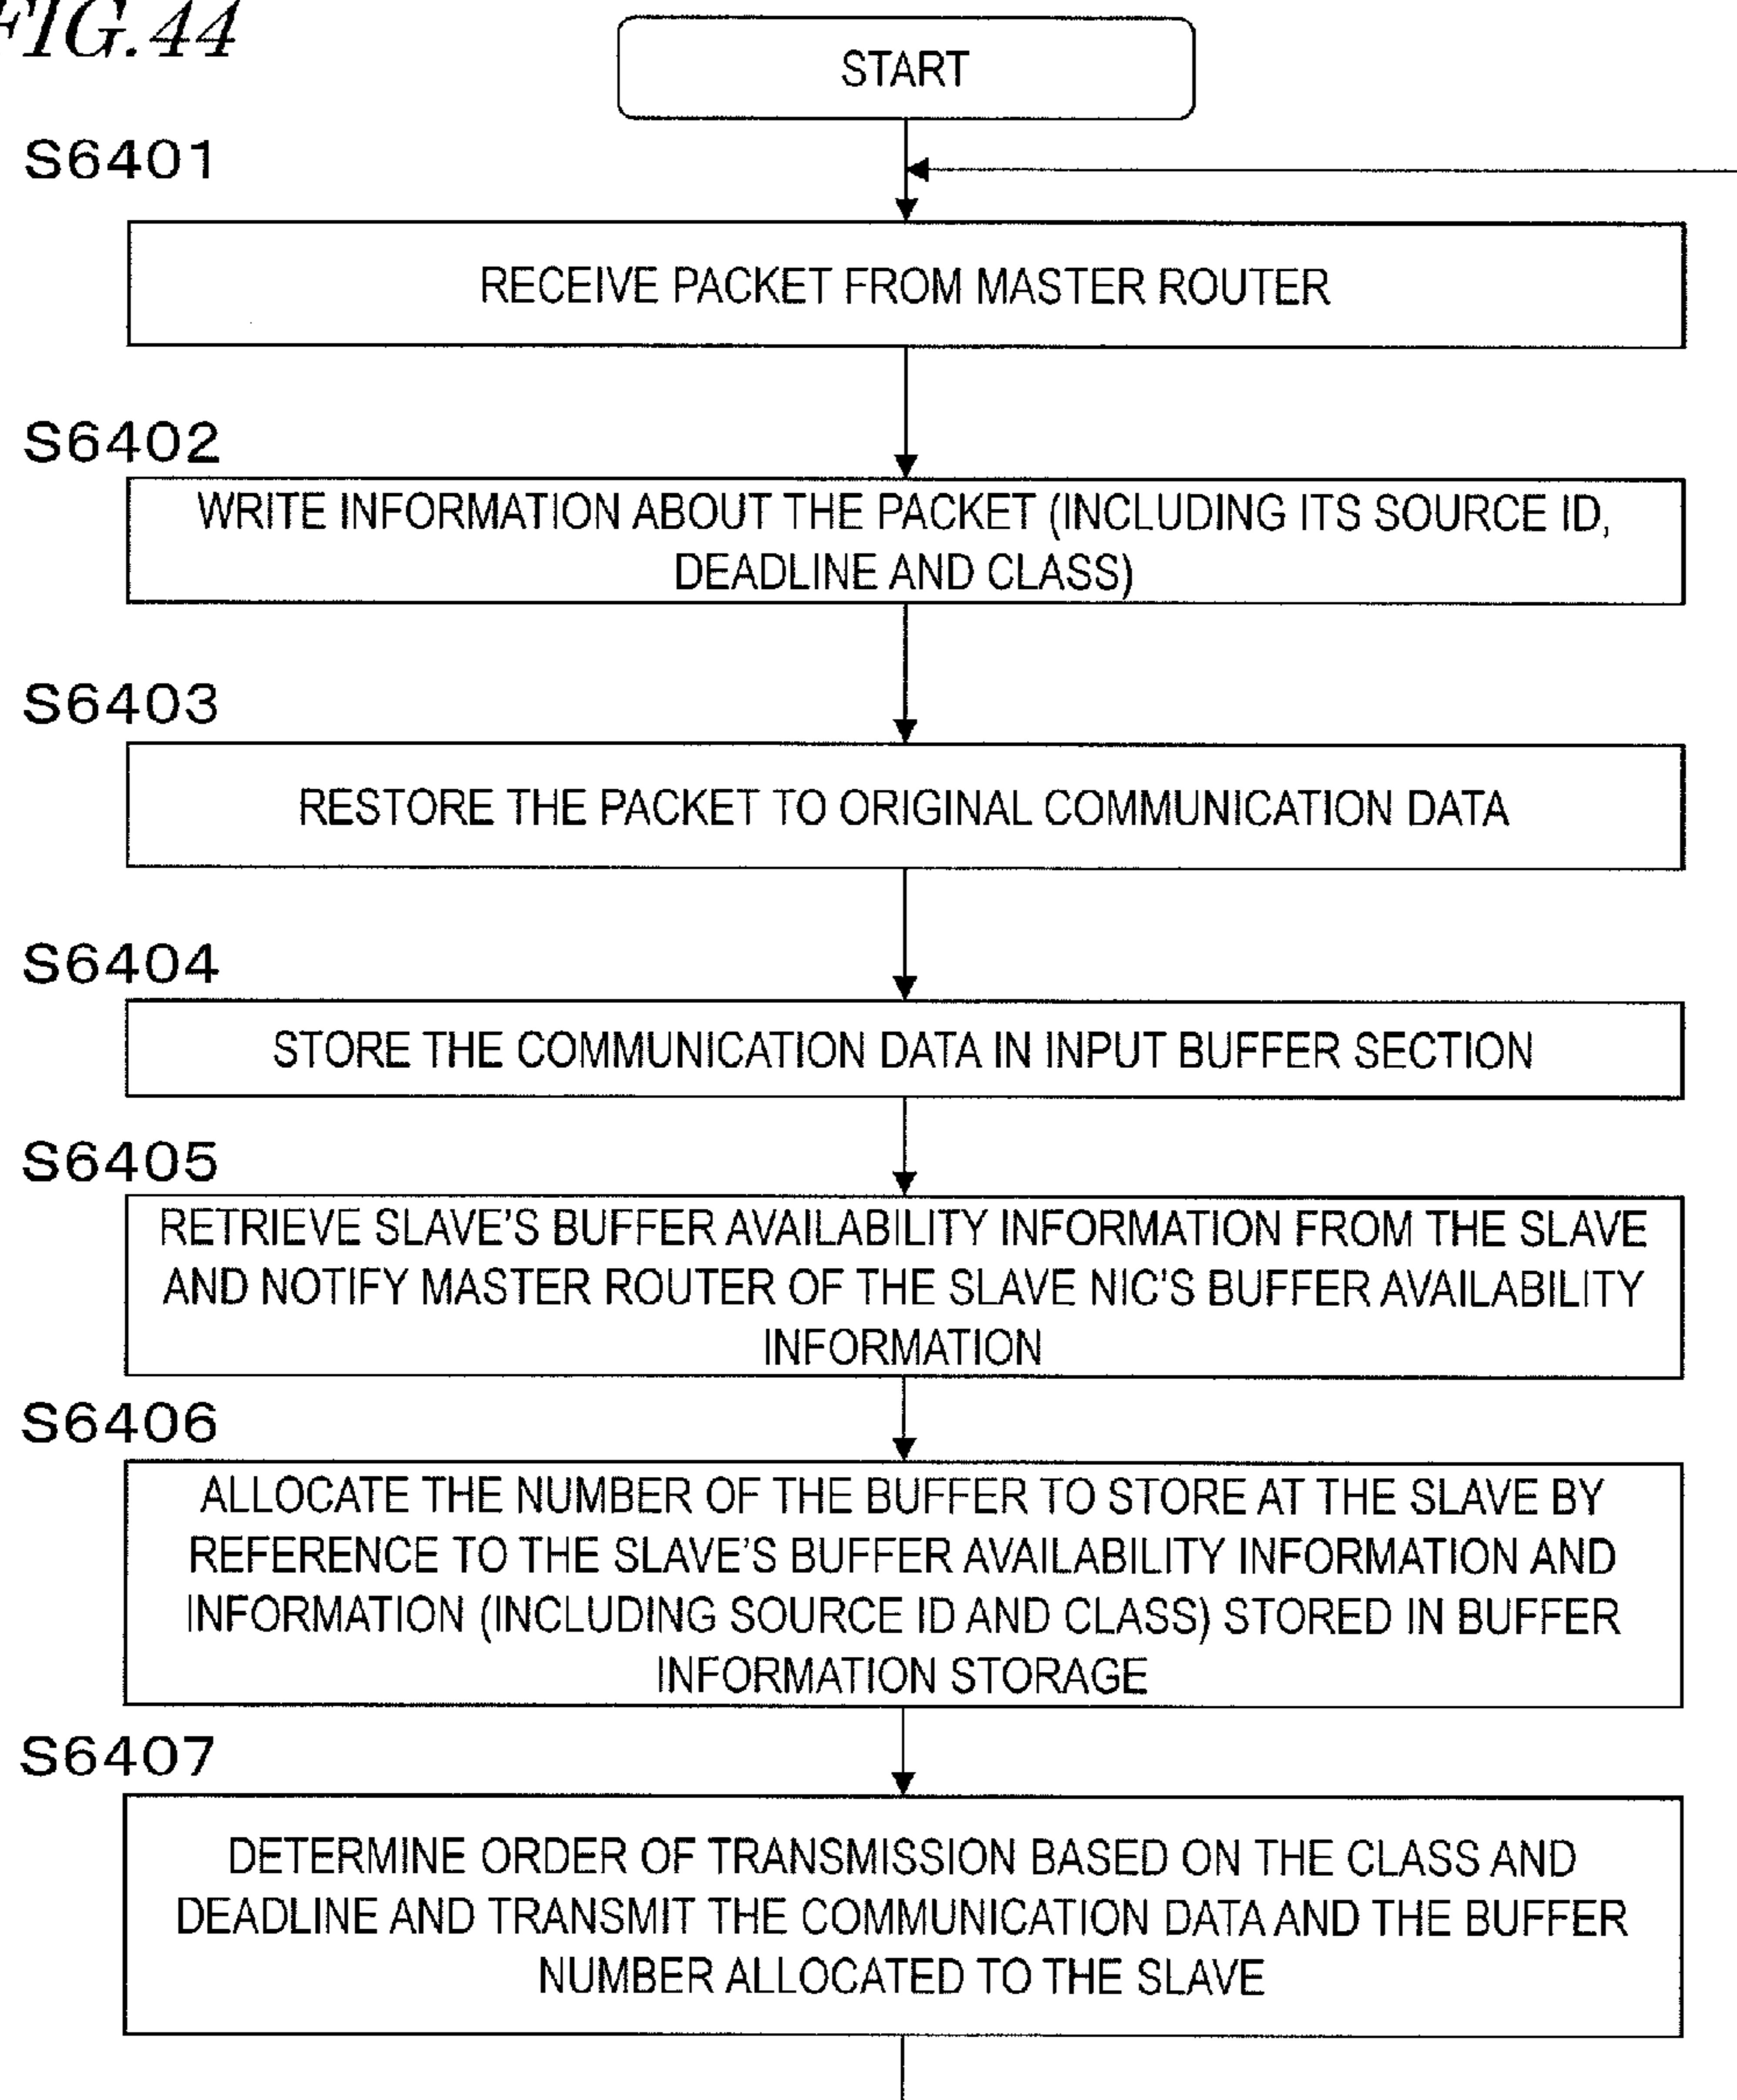 FIG.44
START
S6401
RECEIVE PACKET FROM MASTER ROUTER
S6402
WRITE INFORMATION ABOUT THE PACKET (INCLUDING ITS SOURCE ID,
DEADLINE AND CLASS)
S6403
RESTORE THE PACKET TO ORIGINAL COMMUNICATION DATA
S6404
STORE THE COMMUNICATION DATA IN INPUT BUFFER SECTION
S6405
RETRIEVE SLAVE'S BUFFER AVAILABILITY INFORMATION FROM THE SLAVE
AND NOTIFY MASTER ROUTER OF THE SLAVE NIC'S BUFFER AVAILABILITY
INFORMATION
S6406
ALLOCATE THE NUMBER OF THE BUFFER TO STORE AT THE SLAVE BY
REFERENCE TO THE SLAVE'S BUFFER AVAILABILITY INFORMATION AND
INFORMATION (INCLUDING SOURCE ID AND CLASS) STORED IN BUFFER
INFORMATION STORAGE
S6407
DETERMINE ORDER OF TRANSMISSION BASED ON THE CLASS AND
DEADLINE AND TRANSMIT THE COMMUNICATION DATA AND THE BUFFER
NUMBER ALLOCATED TO THE SLAVE